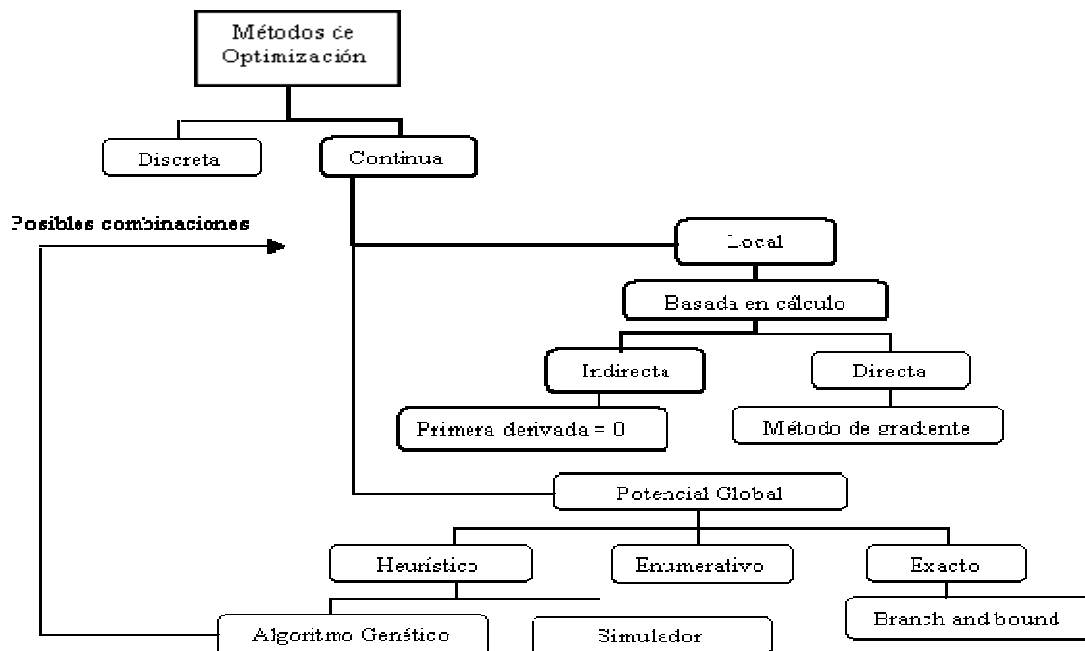 Métodos de
Optimización
Discreta
Continua
Posibles combinaciones
Local
Basada en cálculo
Indirecta
Directa
Primera derivada = 0
Método de gradiente
Potencial Global
Heurístico
Enumerativo
Exacto
Algoritmo Genético
Simulador
Branch and bound